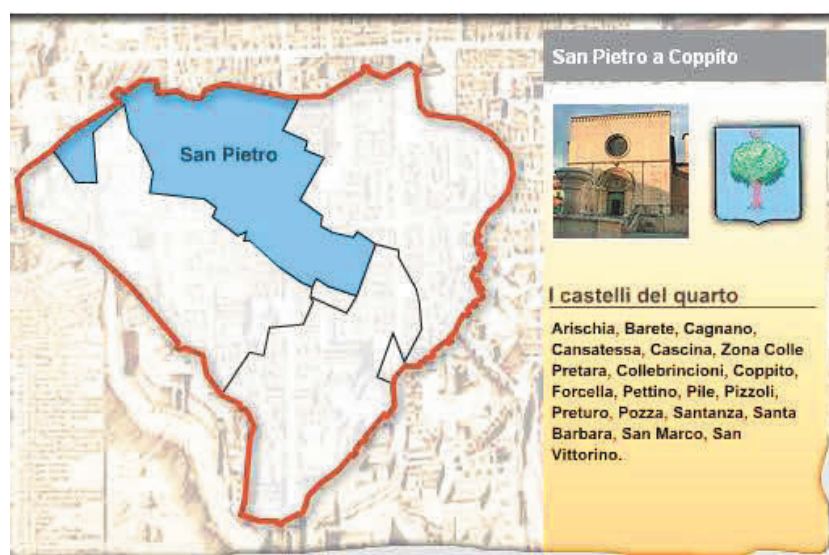 San Pietro a Coppito
San Pietro
I castelli del quarto
Arischia, Barete, Cagnano,
Cansatessa, Cascina, Zona Colle
Pretara, Collebrincioni, Coppito,
Forcella, Pettino, Pile, Pizzoli,
Preturo, Pozza, Santanza, Santa
Barbara, San Marco, San
Vittorino.